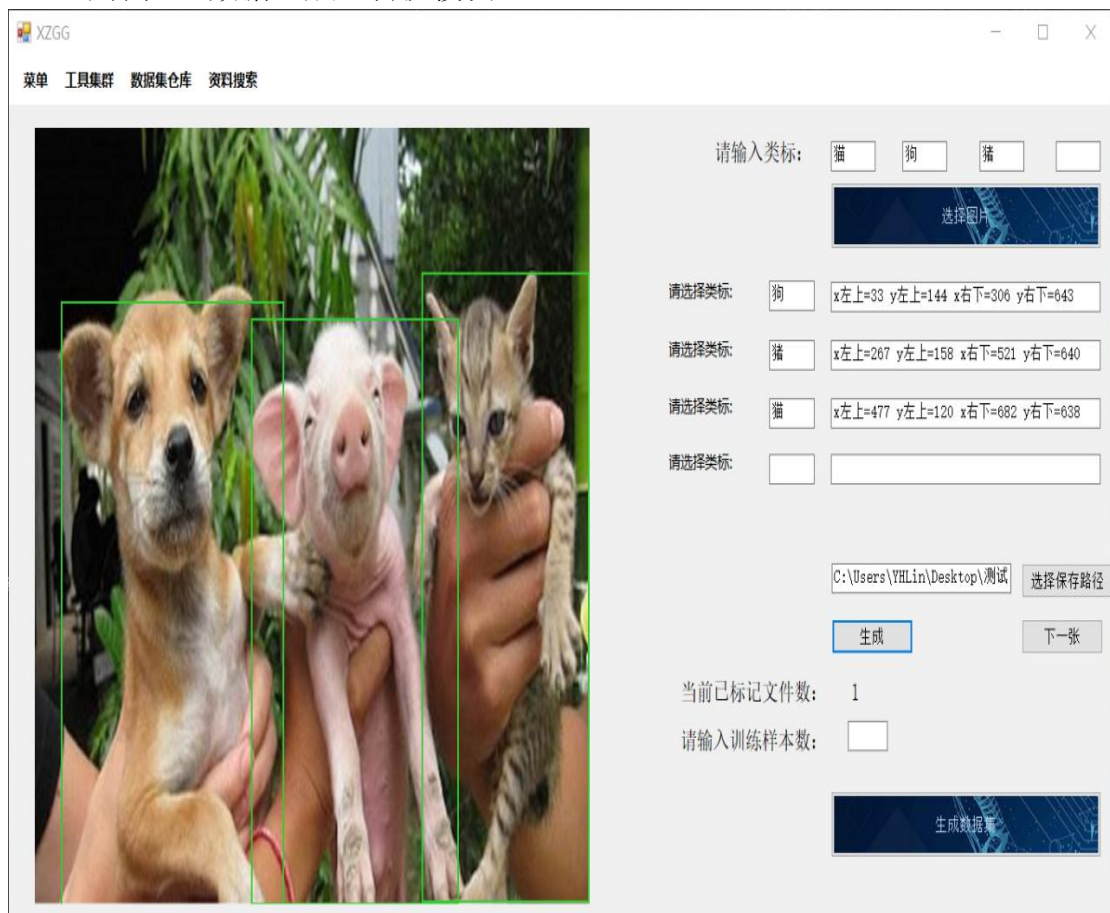 XZGG
菜单 工具集群 数据集仓库 资料搜索
请输入类标: 猫 狗 猪
选择图片
请选择类标: 狗 x左上=33 y左上=144 x右下=306 y右下=643
请选择类标: 猪 x左上=267 y左上=158 x右下=521 y右下=640
请选择类标: 猫 x左上=477 y左上=120 x右下=682 y右下=638
请选择类标:
C:\Users\YHLin\Desktop\测试 选择保存路径
生成 下一张
当前已标记文件数: 1
请输入训练样本数:
生成数据集